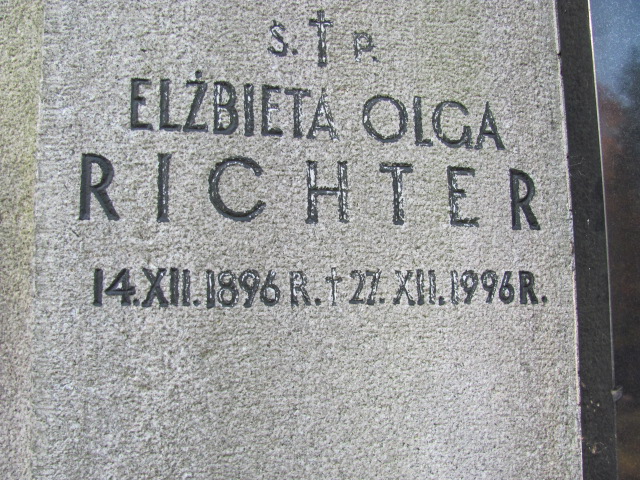 Ś. † P.
ELŻBIETA OLGA
RICHTER
14.XII.1896 R. † 27. XII.1996 R.